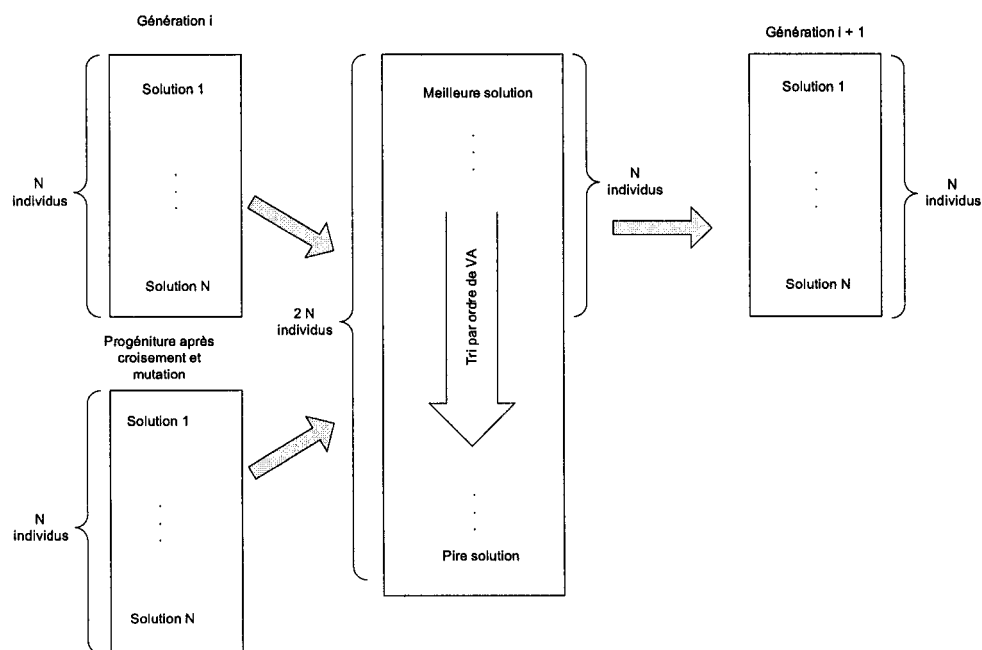 Génération i
Solution 1
N
individus
Solution N
Progéniture après
croisement et
mutation
Solution 1
N
individus
Solution N
2 N
individus
Meilleure solution
Tri par ordre de VA
Pire solution
N
individus
Génération i + 1
Solution 1
N
individus
Solution N